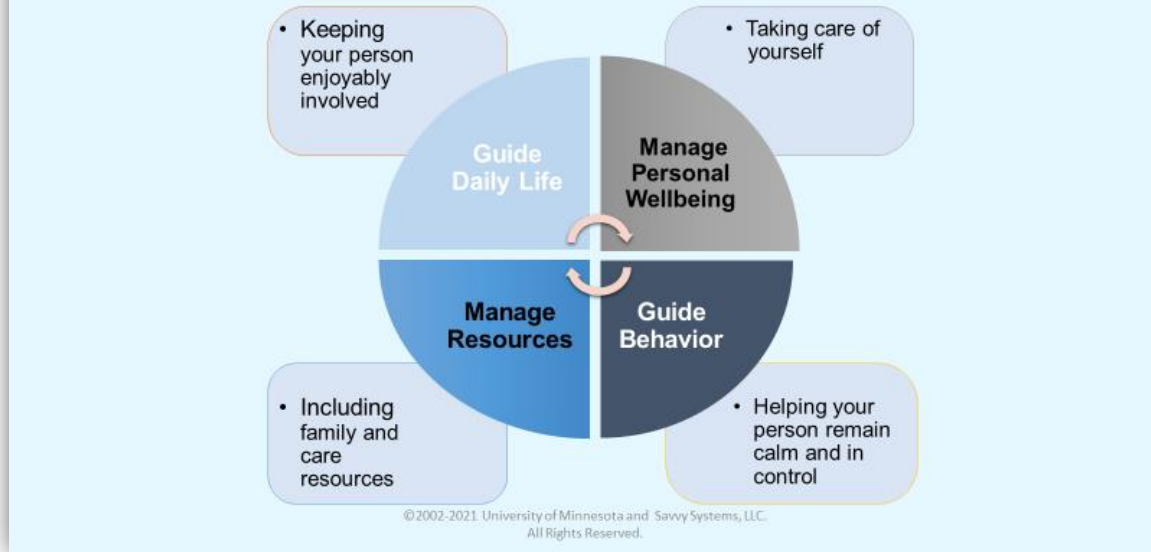 • Keeping
your person
enjoyably
involved
• Taking care of
yourself
Guide
Daily Life
Manage
Personal
Wellbeing
Manage
Resources
Guide
Behavior
• Including
family and
care
resources
• Helping your
person remain
calm and in
control
©2002-2021 University of Minnesota and Savvy Systems, LLC.
All Rights Reserved.